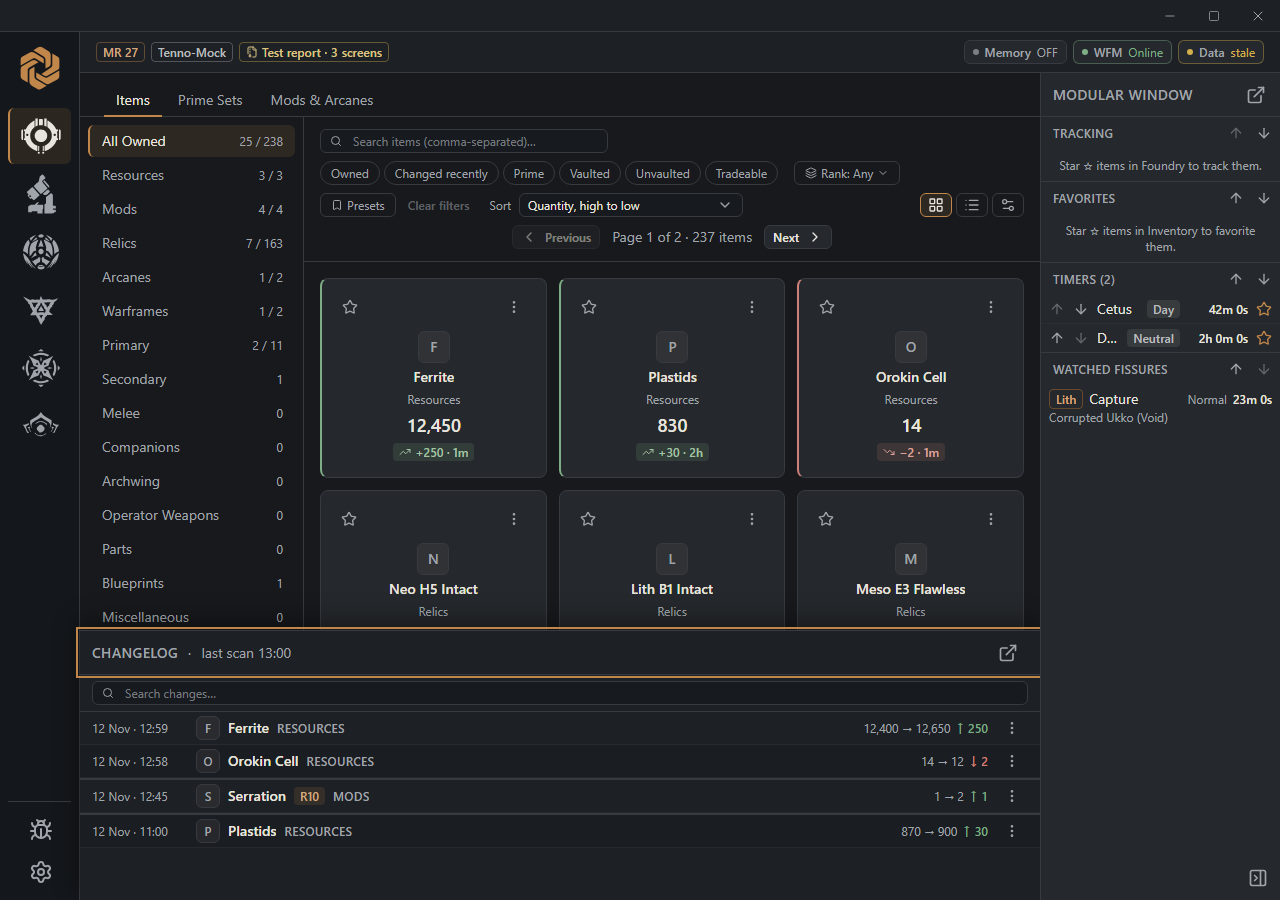 MR 27 Tenno-Mock Test report · 3 screens Memory OFF WFM Online Data stale
Items Prime Sets Mods & Arcanes
All Owned 25 / 238
Resources 3 / 3
Mods 4 / 4
Relics 7 / 163
Arcanes 1 / 2
Warframes 1 / 2
Primary 2 / 11
Secondary 1
Melee 0
Companions 0
Archwing 0
Operator Weapons 0
Parts 0
Blueprints 1
Miscellaneous 0
Search items (comma-separated)...
Owned Changed recently Prime Vaulted Unvaulted Tradeable Rank: Any
Presets Clear filters Sort Quantity, high to low
Previous Page 1 of 2 · 237 items Next
F
Ferrite
Resources
12,450
+250 · 1m
P
Plastids
Resources
830
+30 · 2h
O
Orokin Cell
Resources
14
−2 · 1m
N
Neo H5 Intact
Relics
L
Lith B1 Intact
Relics
M
Meso E3 Flawless
Relics
CHANGELOG · last scan 13:00
Search changes...
12 Nov · 12:59 F Ferrite RESOURCES 12,400 → 12,650 ↑ 250
12 Nov · 12:58 O Orokin Cell RESOURCES 14 → 12 ↓ 2
12 Nov · 12:45 S Serration R10 MODS 1 → 2 ↑ 1
12 Nov · 11:00 P Plastids RESOURCES 870 → 900 ↑ 30
MODULAR WINDOW
TRACKING
Star ☆ items in Foundry to track them.
FAVORITES
Star ☆ items in Inventory to favorite
them.
TIMERS (2)
Cetus Day 42m 0s
D... Neutral 2h 0m 0s
WATCHED FISSURES
Lith Capture Normal 23m 0s
Corrupted Ukko (Void)